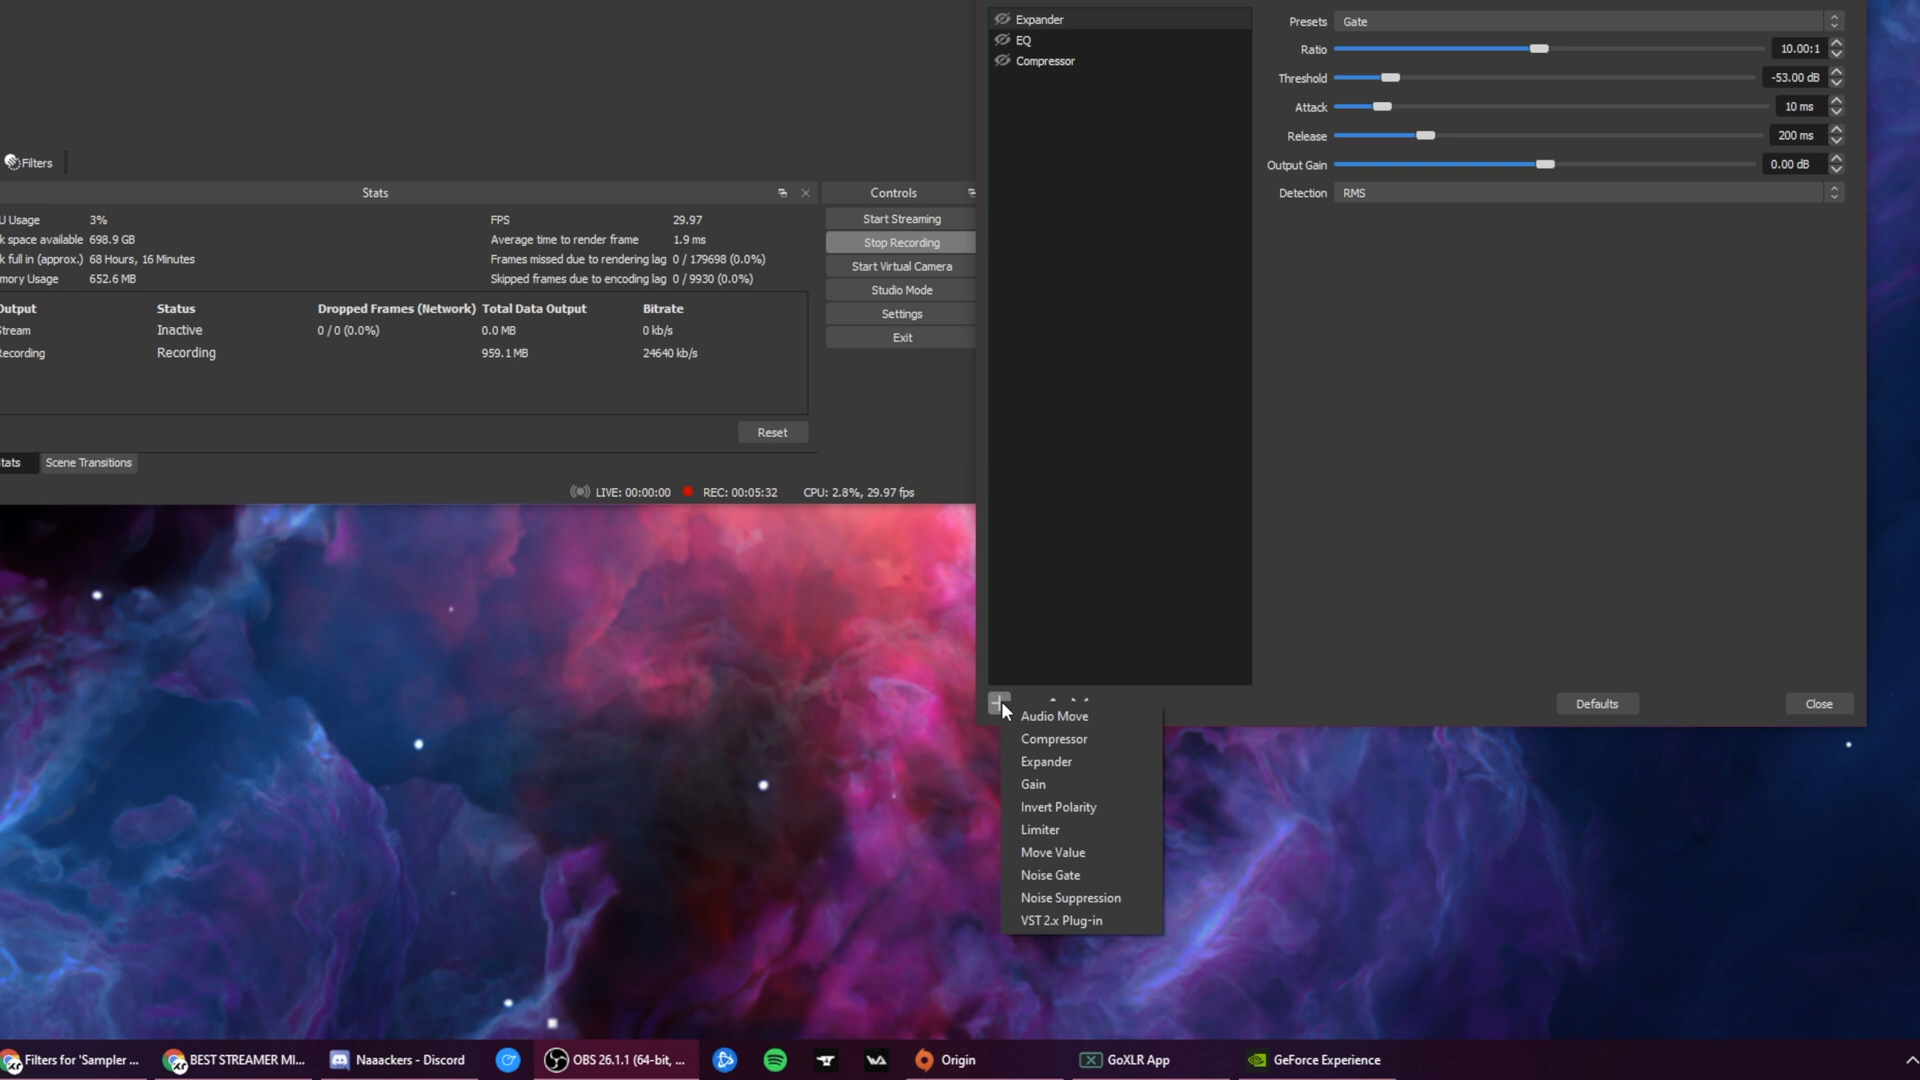 Filters
Stats
Controls
U Usage 3%
k space available 698.9 GB
k full in (approx.) 68 Hours, 16 Minutes
mory Usage 652.6 MB
FPS 29.97
Average time to render frame 1.9 ms
Frames missed due to rendering lag 0 / 179698 (0.0%)
Skipped frames due to encoding lag 0 / 9930 (0.0%)
Output Status Dropped Frames (Network) Total Data Output Bitrate
Stream Inactive 0 / 0 (0.0%) 0.0 MB 0 kb/s
Recording Recording 959.1 MB 24640 kb/s
Reset
Start Streaming
Stop Recording
Start Virtual Camera
Studio Mode
Settings
Exit
tats Scene Transitions
LIVE: 00:00:00 REC: 00:05:32 CPU: 2.8%, 29.97 fps
Expander
EQ
Compressor
Presets Gate
Ratio 10.00:1
Threshold -53.00 dB
Attack 10 ms
Release 200 ms
Output Gain 0.00 dB
Detection RMS
Defaults
Close
Audio Move
Compressor
Expander
Gain
Invert Polarity
Limiter
Move Value
Noise Gate
Noise Suppression
VST 2.x Plug-in
Filters for 'Sampler ...
BEST STREAMER MI...
Naaackers - Discord
OBS 26.1.1 (64-bit, ...
Origin
GoXLR App
GeForce Experience